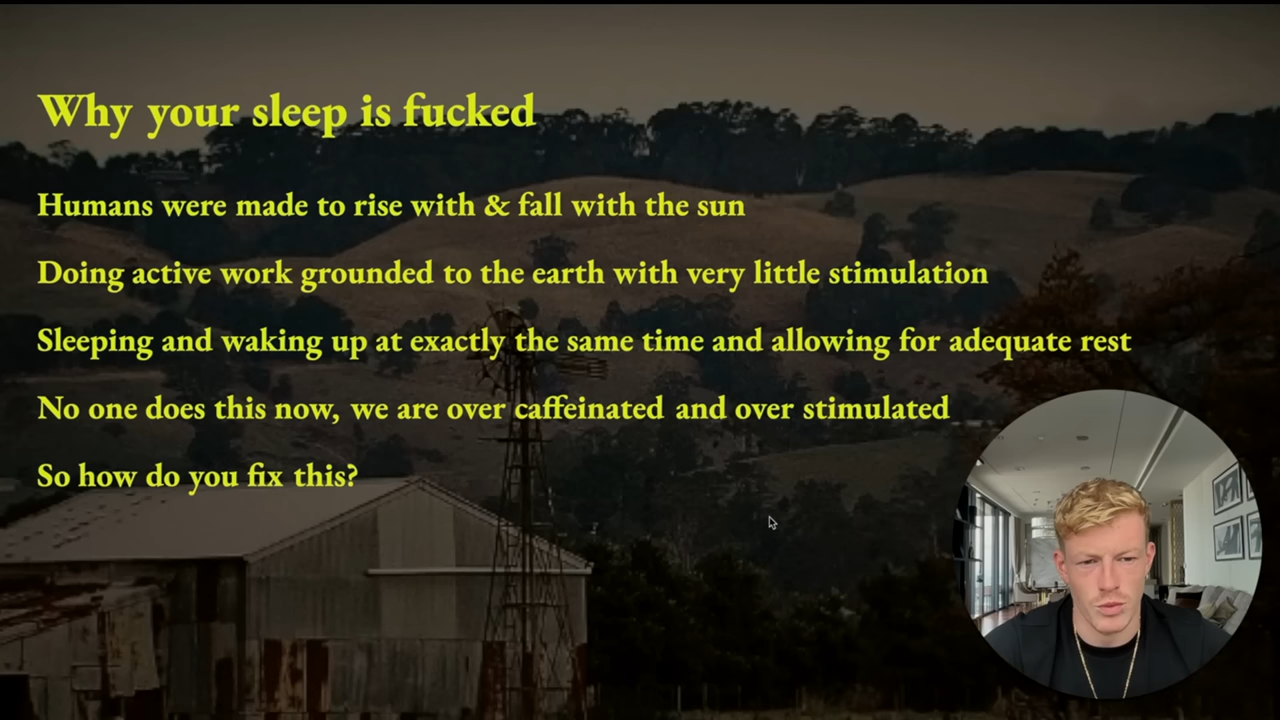 Why your sleep is fucked
Humans were made to rise with & fall with the sun
Doing active work grounded to the earth with very little stimulation
Sleeping and waking up at exactly the same time and allowing for adequate rest
No one does this now, we are over caffeinated and over stimulated
So how do you fix this?